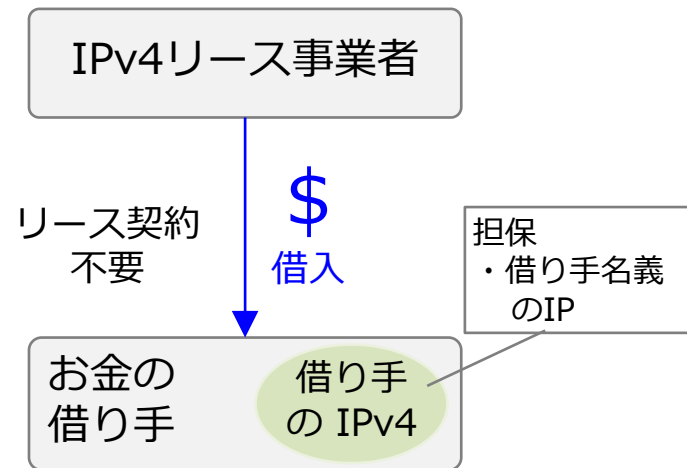 IPv4リース事業者
リース契約
不要
$
借入
担保
・借り手名義
のIP
お金の
借り手
借り手
の IPv4